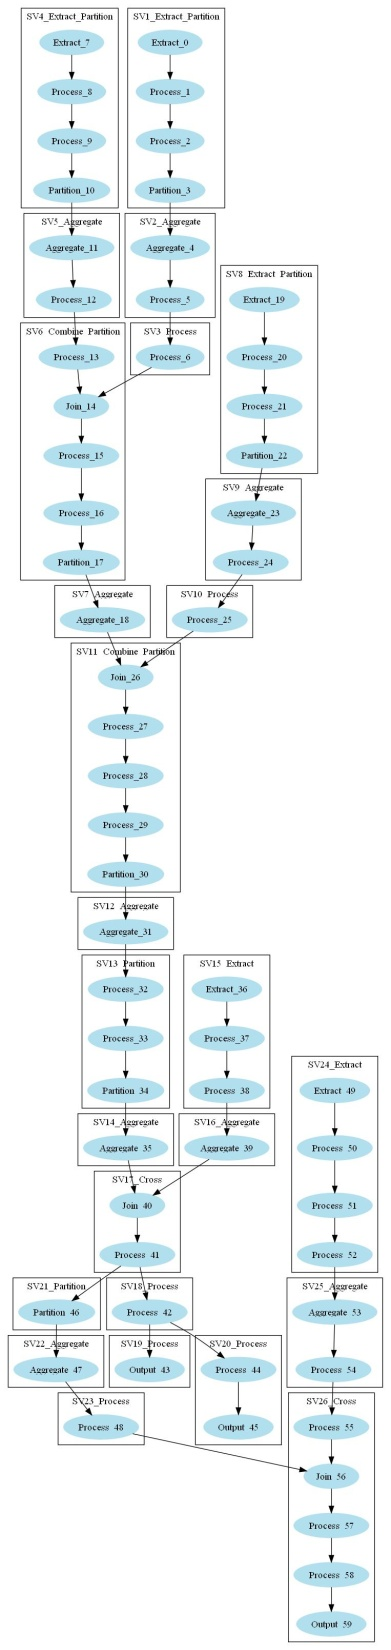 SV4_Extract_Partition
Extract_7
Process_8
Process_9
Partition_10
SV1_Extract_Partition
Extract_0
Process_1
Process_2
Partition_3
SV5_Aggregate
Aggregate_11
Process_12
SV2_Aggregate
Aggregate_4
Process_5
SV8_Extract_Partition
Extract_19
Process_20
Process_21
Partition_22
SV6_Combine_Partition
Process_13
Join_14
Process_15
Process_16
Partition_17
SV3_Process
Process_6
SV9_Aggregate
Aggregate_23
Process_24
SV7_Aggregate
Aggregate_18
SV10_Process
Process_25
SV11_Combine_Partition
Join_26
Process_27
Process_28
Process_29
Partition_30
SV12_Aggregate
Aggregate_31
SV13_Partition
Process_32
Process_33
Partition_34
SV15_Extract
Extract_36
Process_37
Process_38
SV24_Extract
Extract_49
Process_50
Process_51
Process_52
SV14_Aggregate
Aggregate_35
SV16_Aggregate
Aggregate_39
SV17_Cross
Join_40
Process_41
SV21_Partition
Partition_46
SV18_Process
Process_42
SV25_Aggregate
Aggregate_53
Process_54
SV22_Aggregate
Aggregate_47
SV19_Process
Output_43
SV20_Process
Process_44
Output_45
SV23_Process
Process_48
SV26_Cross
Process_55
Join_56
Process_57
Process_58
Output_59